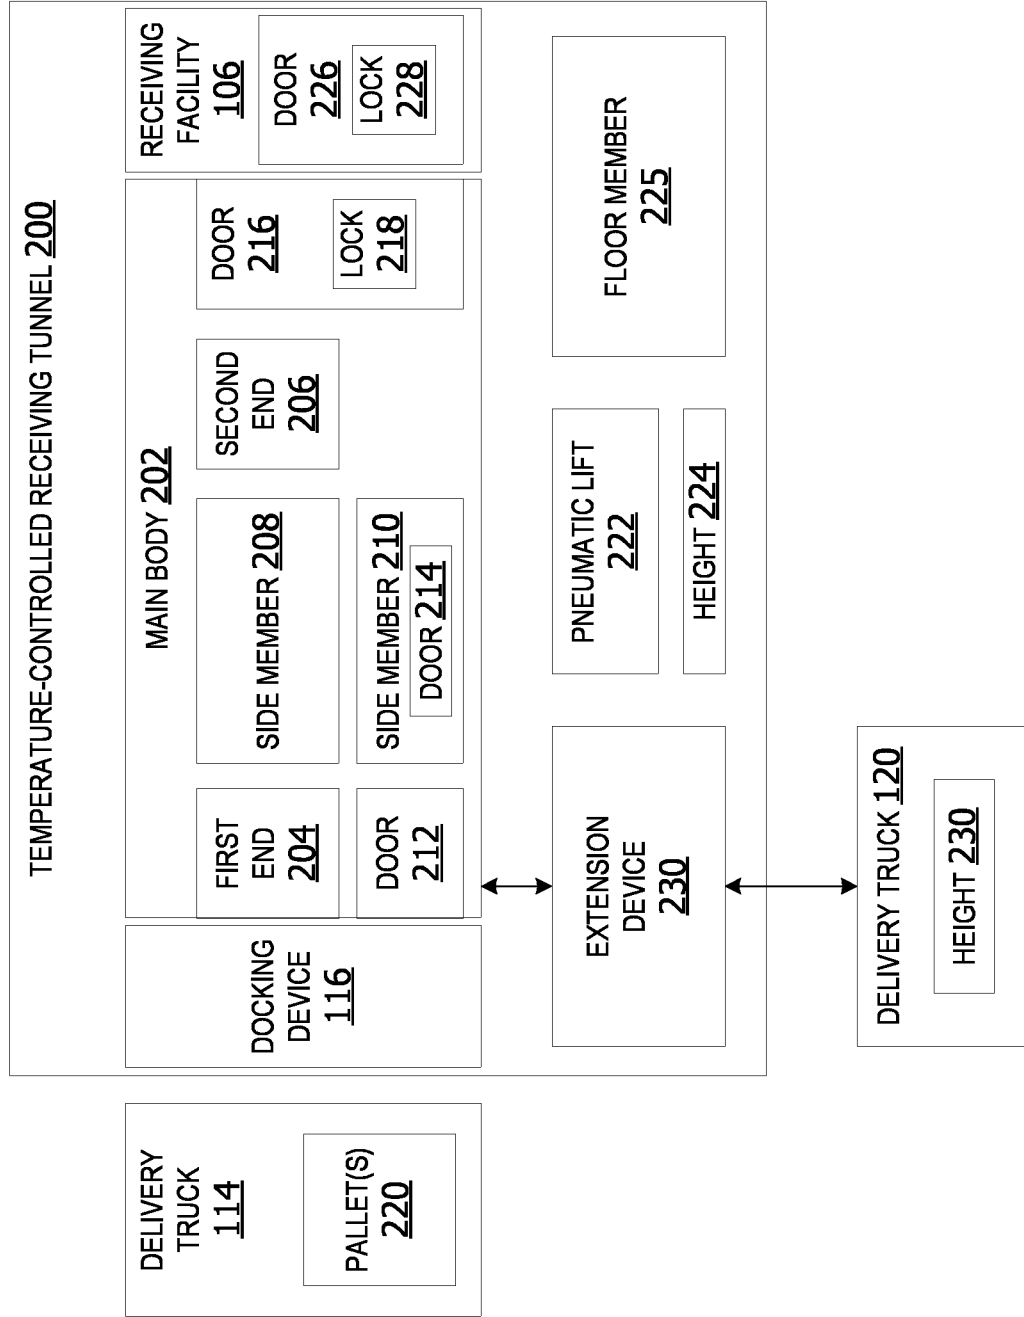 TEMPERATURE-CONTROLLED RECEIVING TUNNEL 200
DELIVERY
TRUCK
114
PALLET(S)
220
DOCKING
DEVICE
116
MAIN BODY 202
FIRST
END
204
DOOR
212
SIDE MEMBER 208
SIDE MEMBER 210
DOOR 214
SECOND
END
206
DOOR
216
LOCK
218
RECEIVING
FACILITY
106
DOOR
226
LOCK
228
EXTENSION
DEVICE
230
PNEUMATIC LIFT
222
HEIGHT 224
FLOOR MEMBER
225
DELIVERY TRUCK 120
HEIGHT 230